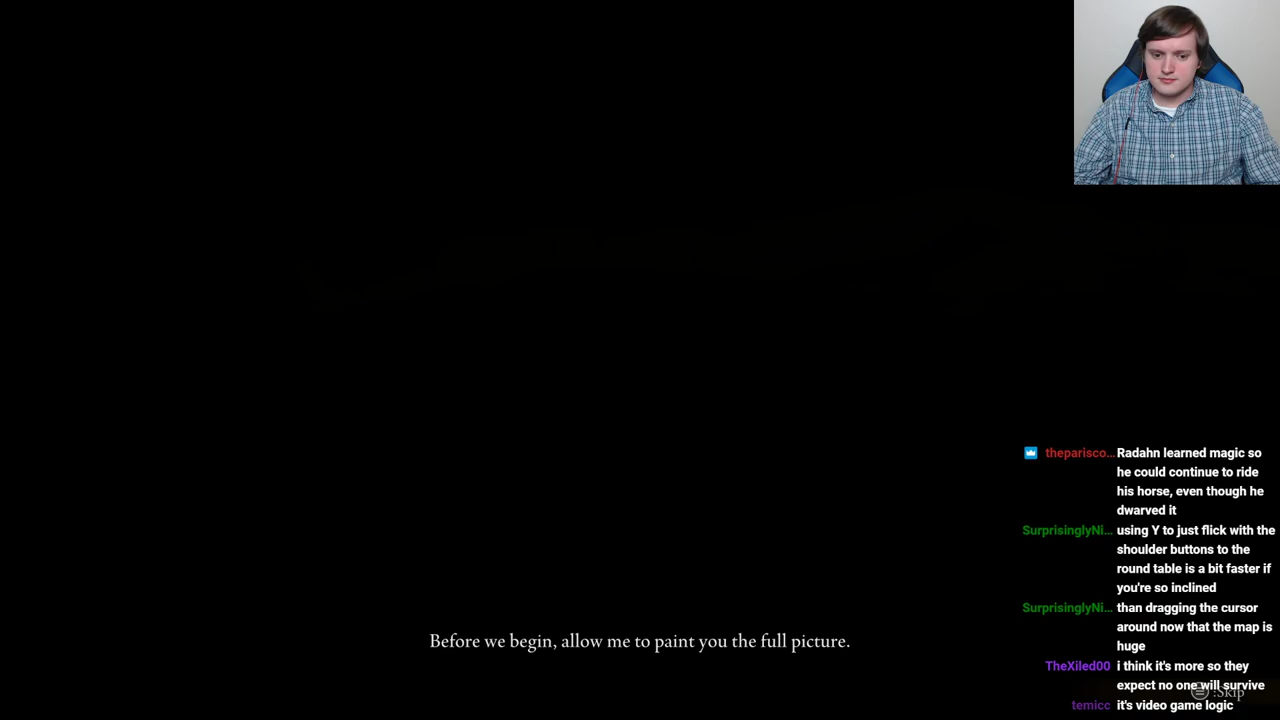 theparisco... Radahn learned magic so
he could continue to ride
his horse, even though he
dwarved it
SurprisinglyNi... using Y to just flick with the
shoulder buttons to the
round table is a bit faster if
you're so inclined
SurprisinglyNi... than dragging the cursor
around now that the map is
huge
Before we begin, allow me to paint you the full picture.
TheXiled00 i think it's more so they
expect no one will survive
:Skip
temicc it's video game logic